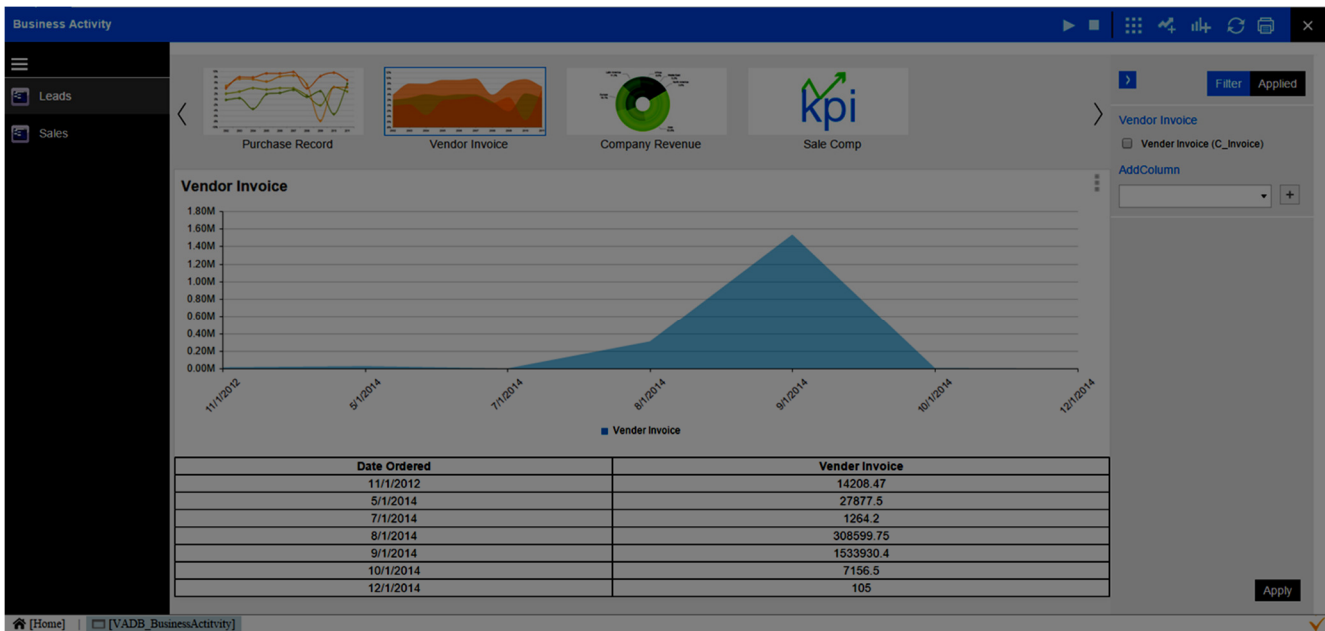 Business Activity
Leads
Sales
Purchase Record
Vendor Invoice
Company Revenue
kpi
Sale Comp
Filter Applied
Vendor Invoice
Vender Invoice (C_Invoice)
AddColumn
+
Apply
Vendor Invoice
1.80M
1.60M
1.40M
1.20M
1.00M
0.80M
0.60M
0.40M
0.20M
0.00M
11/1/2012 5/1/2014 7/1/2014 8/1/2014 9/1/2014 10/1/2014 12/1/2014
Vender Invoice
Date Ordered Vender Invoice
11/1/2012 14208.47
5/1/2014 27877.5
7/1/2014 1264.2
8/1/2014 308599.75
9/1/2014 1533930.4
10/1/2014 7156.5
12/1/2014 105
[Home] | [VADB_BusinessActitvity]